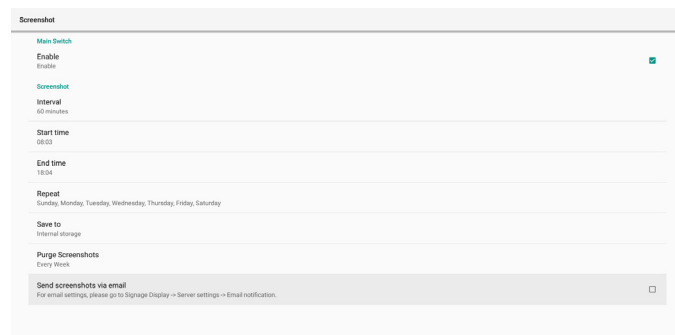 Screenshot
Main Switch
Enable
Enable
Screenshot
Interval
60 minutes
Start time
08:03
End time
18:04
Repeat
Sunday, Monday, Tuesday, Wednesday, Thursday, Friday, Saturday
Save to
Internal storage
Purge Screenshots
Every Week
Send screenshots via email
For email settings, please go to Signage Display -> Server settings -> Email notification.